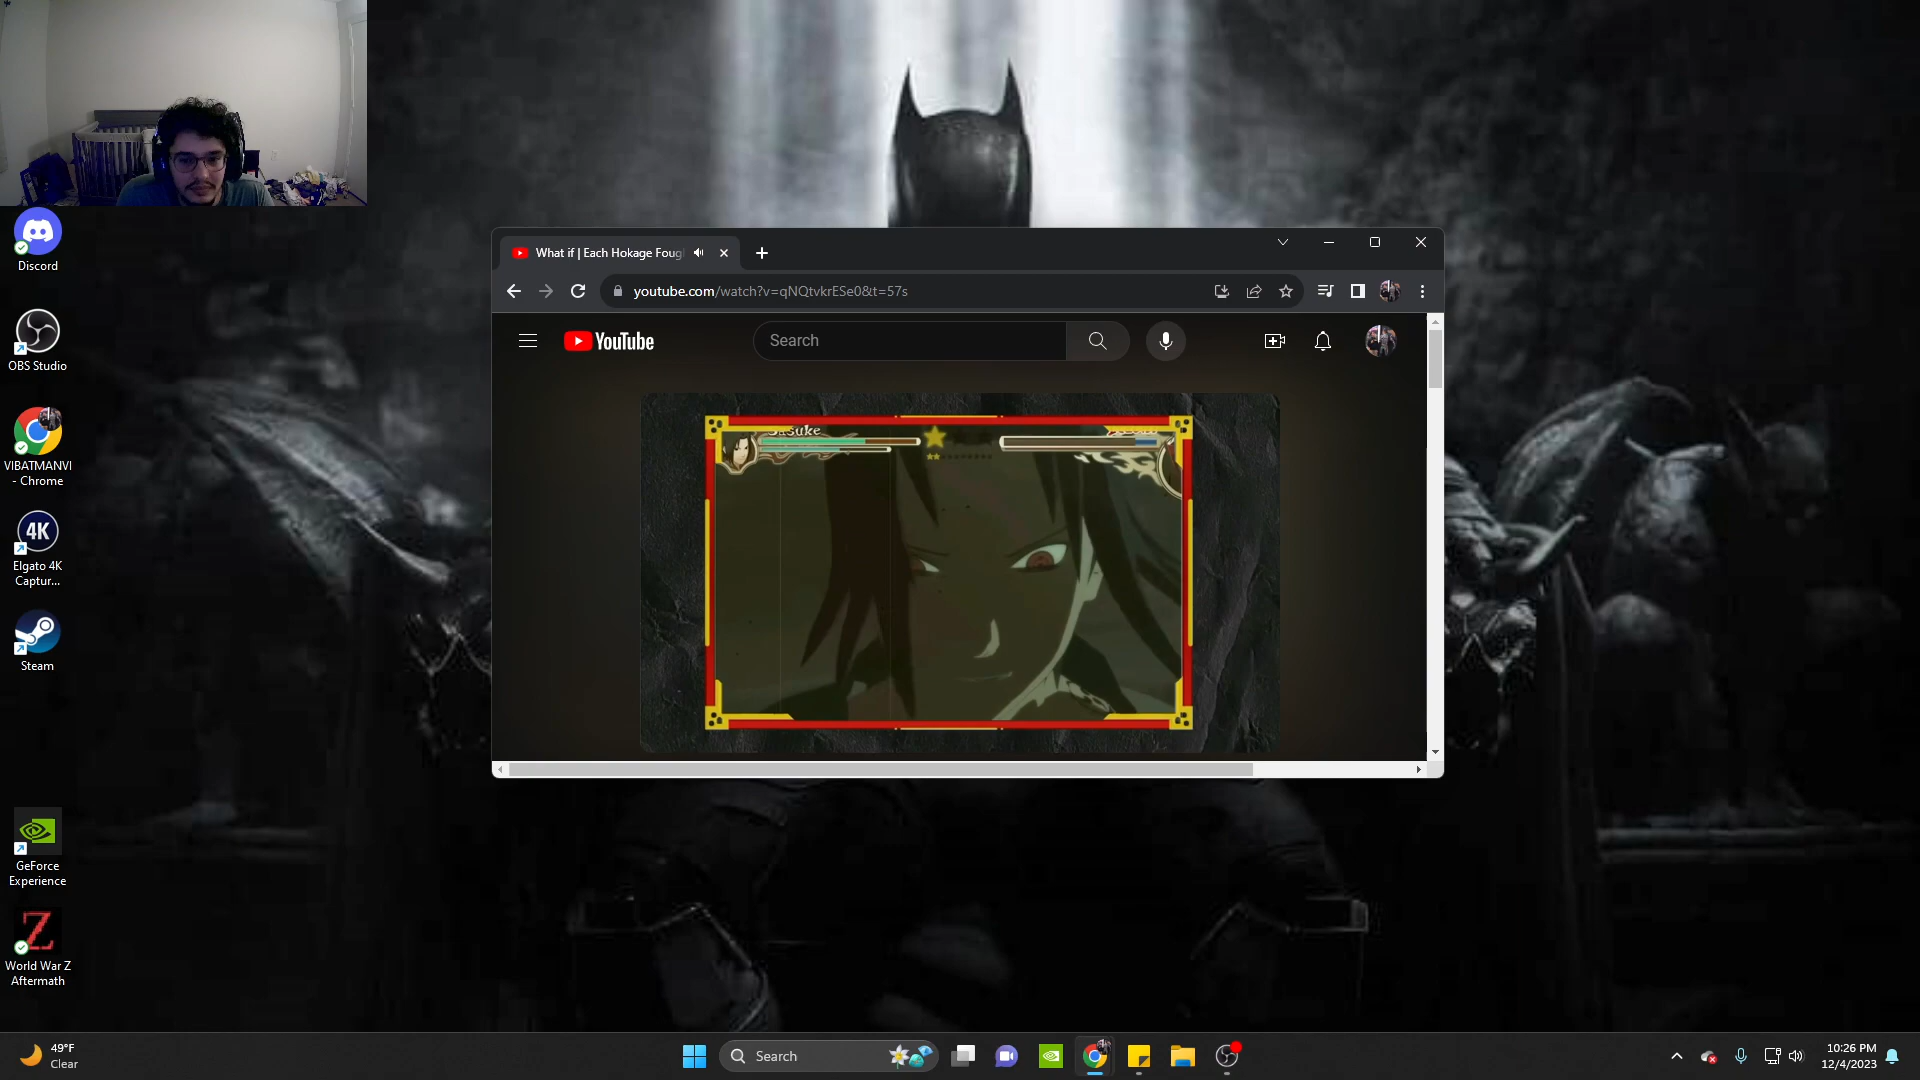 Discord
OBS Studio
VIBATMANVI
- Chrome
4K
Elgato 4K
Captur...
Steam
GeForce
Experience
Z
World War Z
Aftermath
What if | Each Hokage Foug
youtube.com/watch?v=qNQtvkrESe0&t=57s
YouTube
Search
Sasuke
49°F
Clear
Search
10:26 PM
12/4/2023